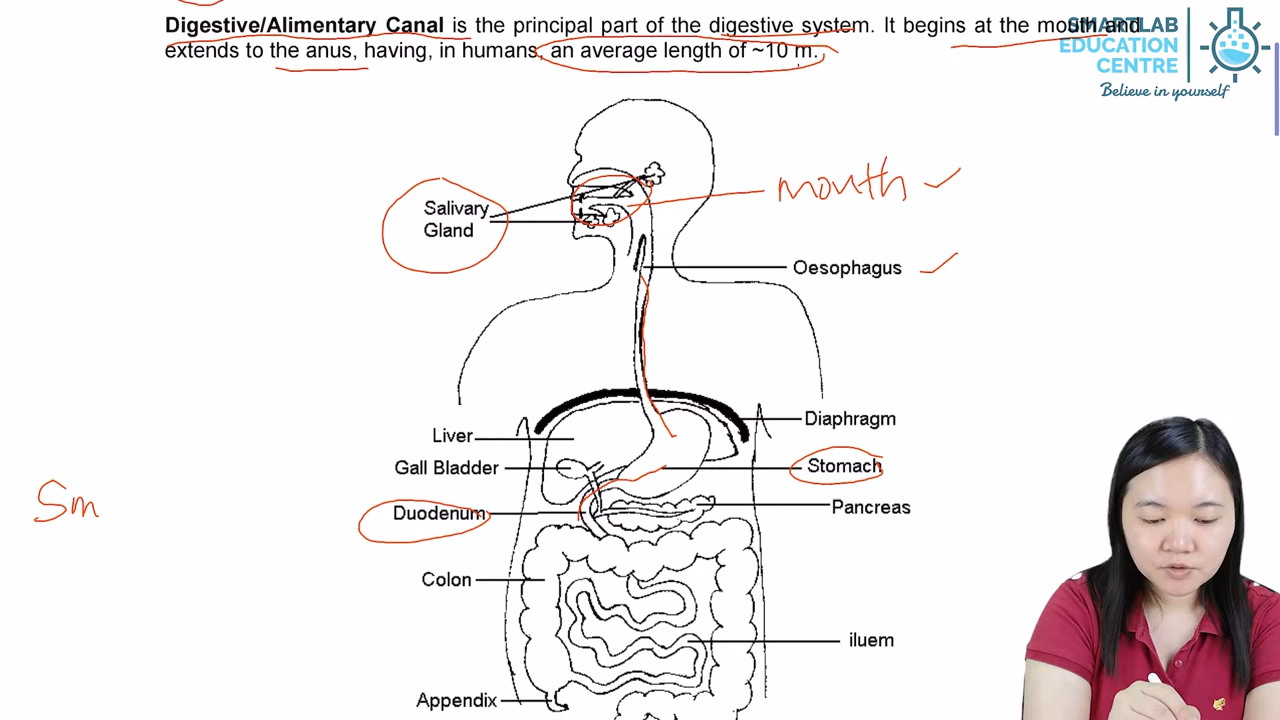 Digestive/Alimentary Canal is the principal part of the digestive system. It begins at the mouth and
extends to the anus, having, in humans, an average length of ~10 m.
SMARTLAB
EDUCATION
CENTRE
Believe in yourself
mouth
Salivary
Gland
Oesophagus
Diaphragm
Liver
Gall Bladder
Stomach
Sm
Duodenum
Pancreas
Colon
iluem
Appendix